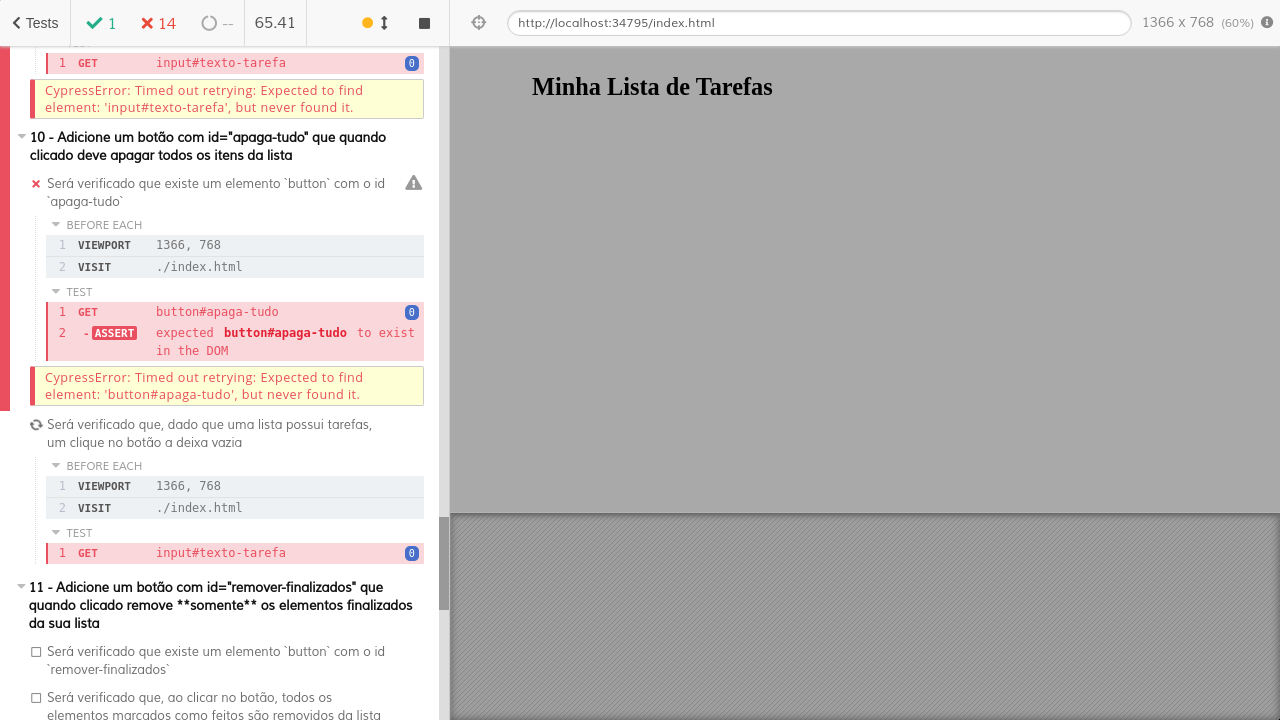 Tests
1
14
--
65.41
http://localhost:34795/index.html
1366 x 768 (60%)
1 GET input#texto-tarefa 0
CypressError: Timed out retrying: Expected to find
element: 'input#texto-tarefa', but never found it.
10 - Adicione um botão com id="apaga-tudo" que quando
clicado deve apagar todos os itens da lista
Será verificado que existe um elemento `button` com o id
`apaga-tudo`
BEFORE EACH
1 VIEWPORT 1366, 768
2 VISIT ./index.html
TEST
1 GET button#apaga-tudo 0
2 -ASSERT expected button#apaga-tudo to exist
in the DOM
CypressError: Timed out retrying: Expected to find
element: 'button#apaga-tudo', but never found it.
Será verificado que, dado que uma lista possui tarefas,
um clique no botão a deixa vazia
BEFORE EACH
1 VIEWPORT 1366, 768
2 VISIT ./index.html
TEST
1 GET input#texto-tarefa 0
11 - Adicione um botão com id="remover-finalizados" que
quando clicado remove **somente** os elementos finalizados
da sua lista
Será verificado que existe um elemento `button` com o id
`remover-finalizados`
Será verificado que, ao clicar no botão, todos os
elementos marcados como feitos são removidos da lista
Minha Lista de Tarefas